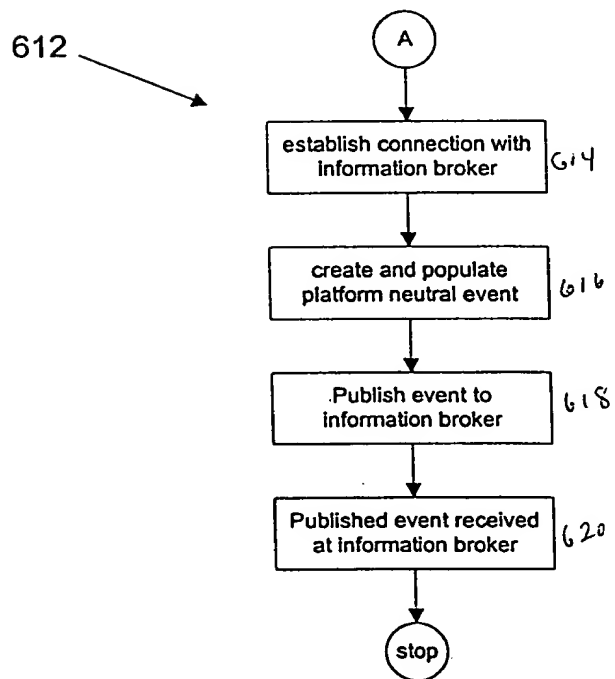 612
A
establish connection with
information broker
614
create and populate
platform neutral event
616
Publish event to
information broker
618
Published event received
at information broker
620
stop